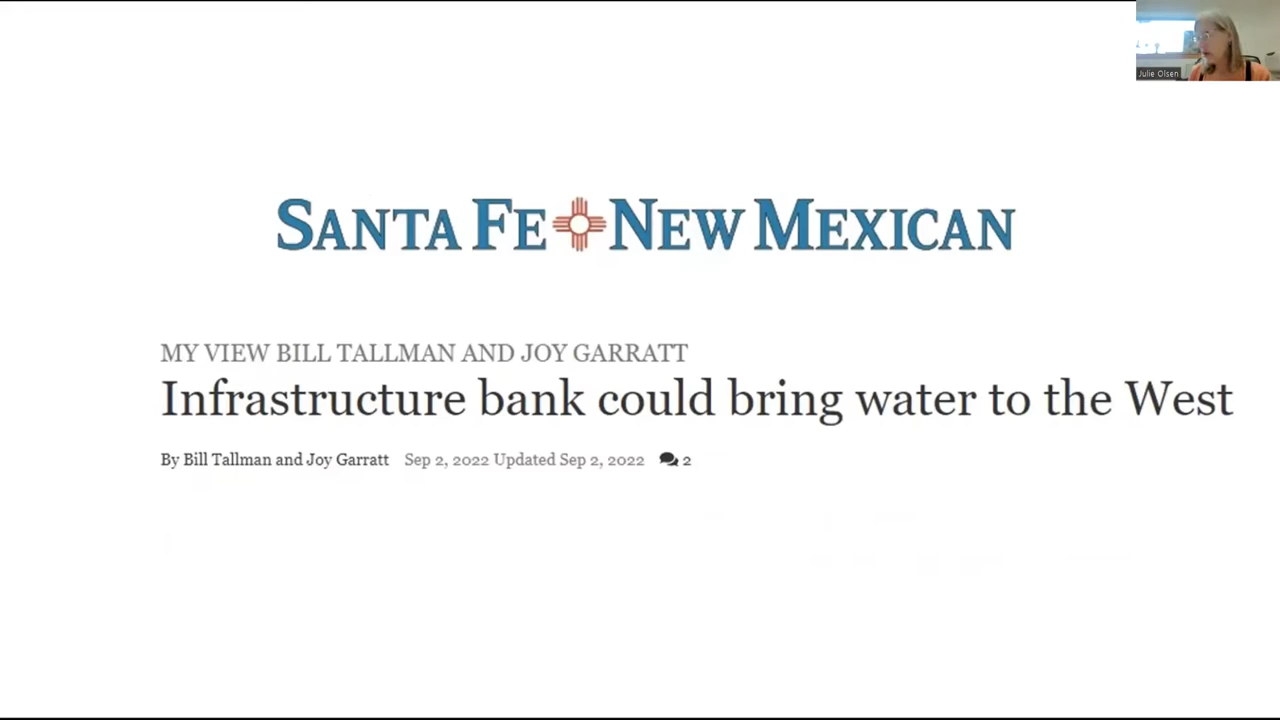 Julie Olsen
SANTA FE NEW MEXICAN
MY VIEW BILL TALLMAN AND JOY GARRATT
Infrastructure bank could bring water to the West
By Bill Tallman and Joy Garratt Sep 2, 2022 Updated Sep 2, 2022 2